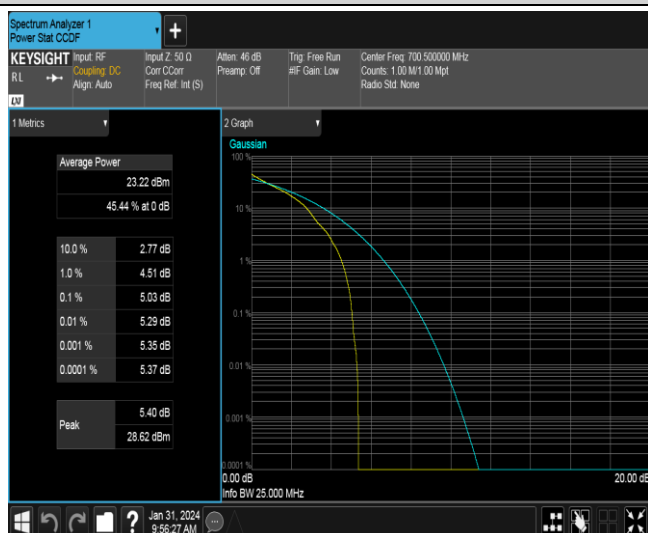 Spectrum Analyzer 1
Power Stat CCDF
KEYSIGHT
RL
LXI
Input: RF
Coupling: DC
Align: Auto
Input Z: 50 Ω
Corr CCorr
Freq Ref: Int (S)
Atten: 46 dB
Preamp: Off
Trig: Free Run
#IF Gain: Low
Center Freq: 700.500000 MHz
Counts: 1.00 M/1.00 Mpt
Radio Std: None
1 Metrics
Average Power
23.22 dBm
45.44 % at 0 dB
10.0 % 2.77 dB
1.0 % 4.51 dB
0.1 % 5.03 dB
0.01 % 5.29 dB
0.001 % 5.35 dB
0.0001 % 5.37 dB
Peak
5.40 dB
28.62 dBm
2 Graph
Gaussian
100 %
10 %
1 %
0.1 %
0.01 %
0.001 %
0.0001 %
0.00 dB
20.00 dB
Info BW 25.000 MHz
?
Jan 31, 2024
9:56:27 AM